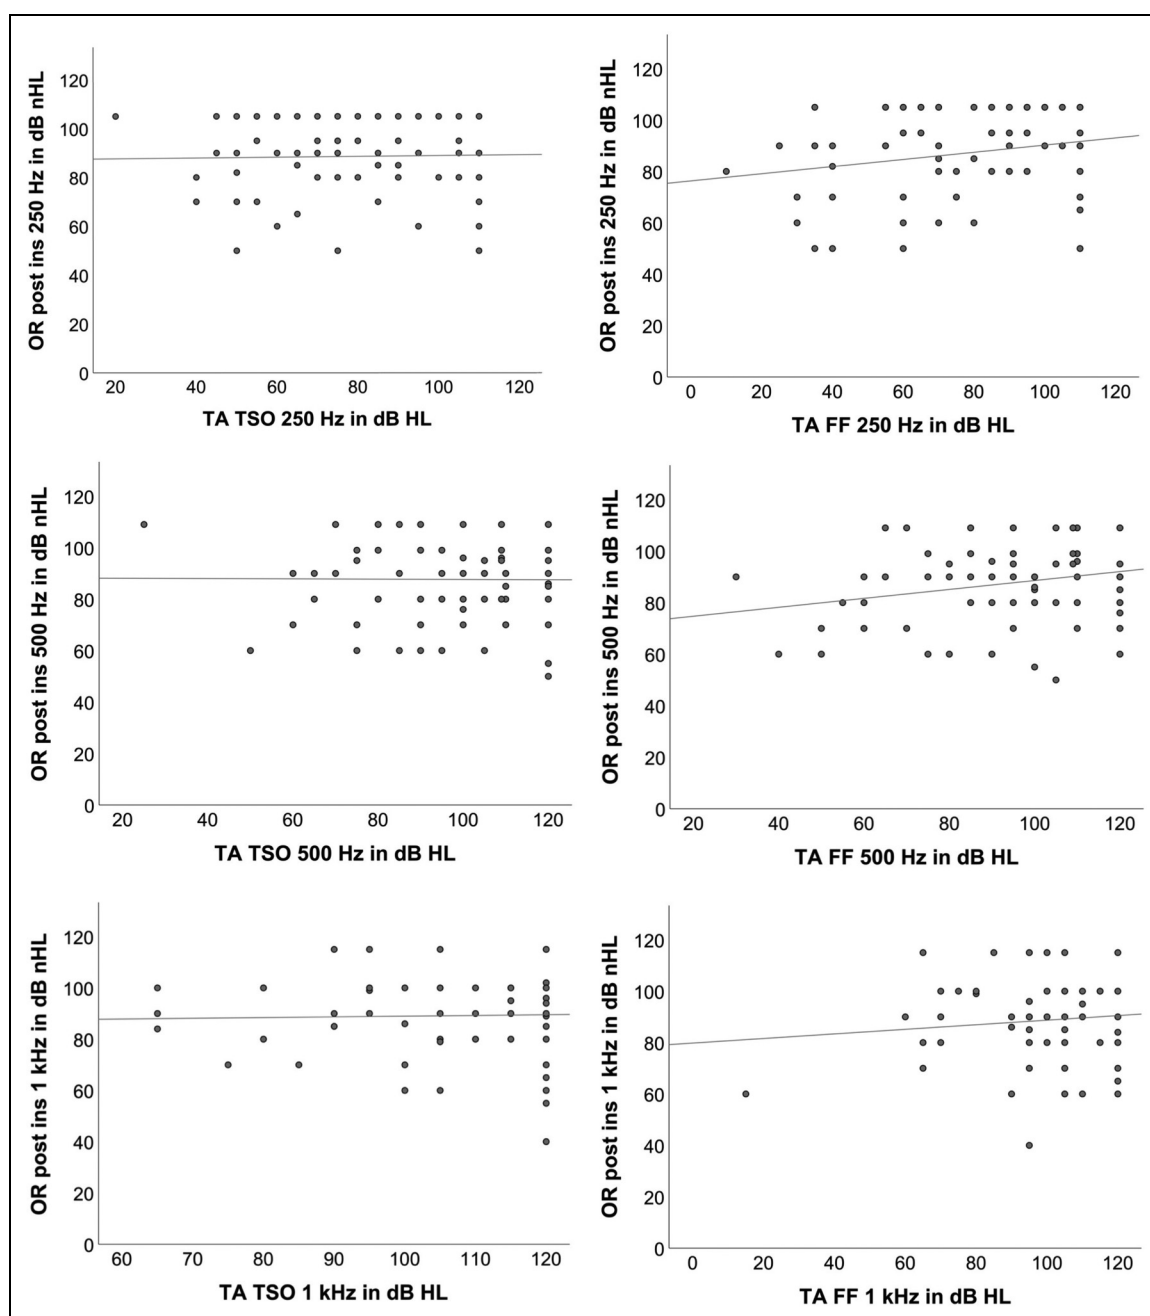 OR post ins 250 Hz in dB nHL
120
100
80
60
40
20
0
20 40 60 80 100 120
TA TSO 250 Hz in dB HL
OR post ins 250 Hz in dB nHL
120
100
80
60
40
20
0
0 20 40 60 80 100 120
TA FF 250 Hz in dB HL
OR post ins 500 Hz in dB nHL
120
100
80
60
40
20
0
20 40 60 80 100 120
TA TSO 500 Hz in dB HL
OR post ins 500 Hz in dB nHL
120
100
80
60
40
20
0
20 40 60 80 100 120
TA FF 500 Hz in dB HL
OR post ins 1 kHz in dB nHL
120
100
80
60
40
20
0
60 70 80 90 100 110 120
TA TSO 1 kHz in dB HL
OR post ins 1 kHz in dB nHL
120
100
80
60
40
20
0
0 20 40 60 80 100 120
TA FF 1 kHz in dB HL